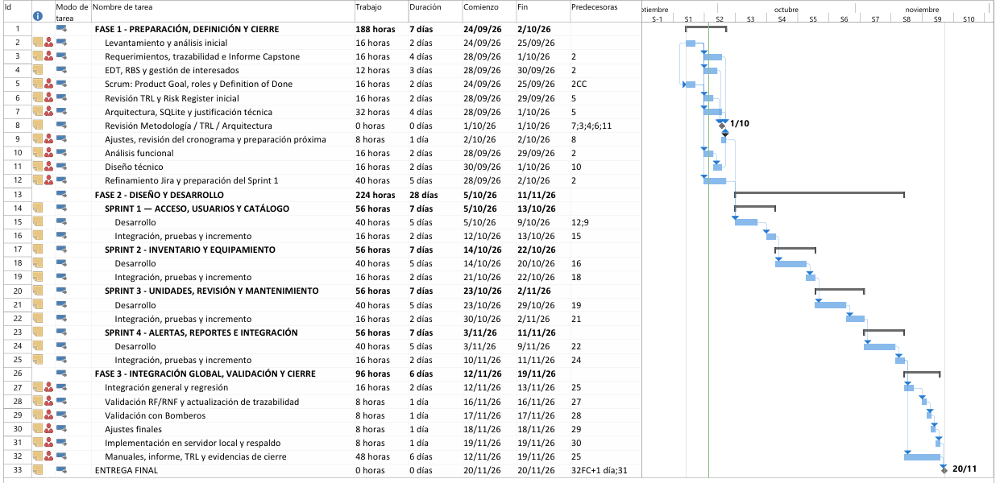 Id Modo de tarea Nombre de tarea Trabajo Duración Comienzo Fin Predecesoras
ptiembre octubre noviembre
S-1 S1 S2 S3 S4 S5 S6 S7 S8 S9 S10
1 FASE 1 - PREPARACIÓN, DEFINICIÓN Y CIERRE 188 horas 7 días 24/09/26 2/10/26
2 Levantamiento y análisis inicial 16 horas 2 días 24/09/26 25/09/26
3 Requerimientos, trazabilidad e Informe Capstone 16 horas 4 días 28/09/26 1/10/26 2
4 EDT, RBS y gestión de interesados 12 horas 3 días 28/09/26 30/09/26 2
5 Scrum: Product Goal, roles y Definition of Done 16 horas 2 días 24/09/26 25/09/26 2CC
6 Revisión TRL y Risk Register inicial 16 horas 2 días 28/09/26 29/09/26 5
7 Arquitectura, SQLite y justificación técnica 32 horas 4 días 28/09/26 1/10/26 5
8 Revisión Metodología / TRL / Arquitectura 0 horas 0 días 1/10/26 1/10/26 7;3;4;6;11 1/10
9 Ajustes, revisión del cronograma y preparación próxima 8 horas 1 día 2/10/26 2/10/26 8
10 Análisis funcional 16 horas 2 días 28/09/26 29/09/26 2
11 Diseño técnico 16 horas 2 días 30/09/26 1/10/26 10
12 Refinamiento Jira y preparación del Sprint 1 40 horas 5 días 28/09/26 2/10/26 2
13 FASE 2 - DISEÑO Y DESARROLLO 224 horas 28 días 5/10/26 11/11/26
14 SPRINT 1 — ACCESO, USUARIOS Y CATÁLOGO 56 horas 7 días 5/10/26 13/10/26
15 Desarrollo 40 horas 5 días 5/10/26 9/10/26 12;9
16 Integración, pruebas y incremento 16 horas 2 días 12/10/26 13/10/26 15
17 SPRINT 2 - INVENTARIO Y EQUIPAMIENTO 56 horas 7 días 14/10/26 22/10/26
18 Desarrollo 40 horas 5 días 14/10/26 20/10/26 16
19 Integración, pruebas y incremento 16 horas 2 días 21/10/26 22/10/26 18
20 SPRINT 3 - UNIDADES, REVISIÓN Y MANTENIMIENTO 56 horas 7 días 23/10/26 2/11/26
21 Desarrollo 40 horas 5 días 23/10/26 29/10/26 19
22 Integración, pruebas y incremento 16 horas 2 días 30/10/26 2/11/26 21
23 SPRINT 4 - ALERTAS, REPORTES E INTEGRACIÓN 56 horas 7 días 3/11/26 11/11/26
24 Desarrollo 40 horas 5 días 3/11/26 9/11/26 22
25 Integración, pruebas y incremento 16 horas 2 días 10/11/26 11/11/26 24
26 FASE 3 - INTEGRACIÓN GLOBAL, VALIDACIÓN Y CIERRE 96 horas 6 días 12/11/26 19/11/26
27 Integración general y regresión 16 horas 2 días 12/11/26 13/11/26 25
28 Validación RF/RNF y actualización de trazabilidad 8 horas 1 día 16/11/26 16/11/26 27
29 Validación con Bomberos 8 horas 1 día 17/11/26 17/11/26 28
30 Ajustes finales 8 horas 1 día 18/11/26 18/11/26 29
31 Implementación en servidor local y respaldo 8 horas 1 día 19/11/26 19/11/26 30
32 Manuales, informe, TRL y evidencias de cierre 48 horas 6 días 12/11/26 19/11/26 25
33 ENTREGA FINAL 0 horas 0 días 20/11/26 20/11/26 32FC+1 día;31 20/11